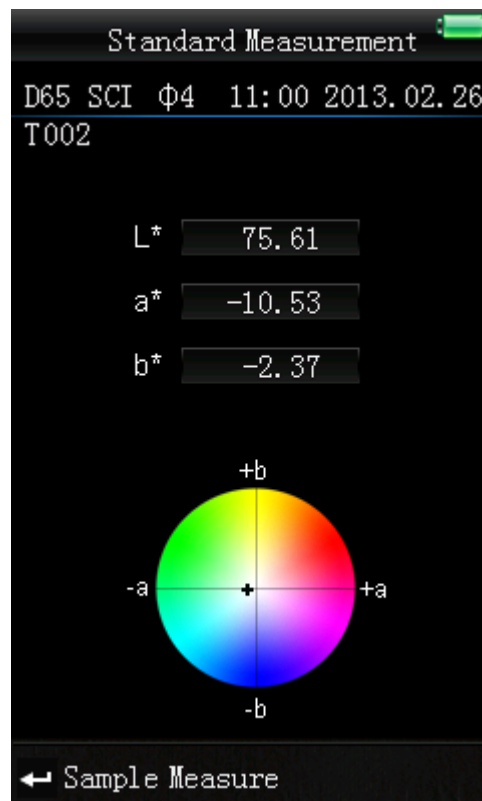 Standard Measurement
D65 SCI Φ4 11:00 2013.02.26
T002
L* 75.61
a* -10.53
b* -2.37
+b
-a +a
-b
Sample Measure